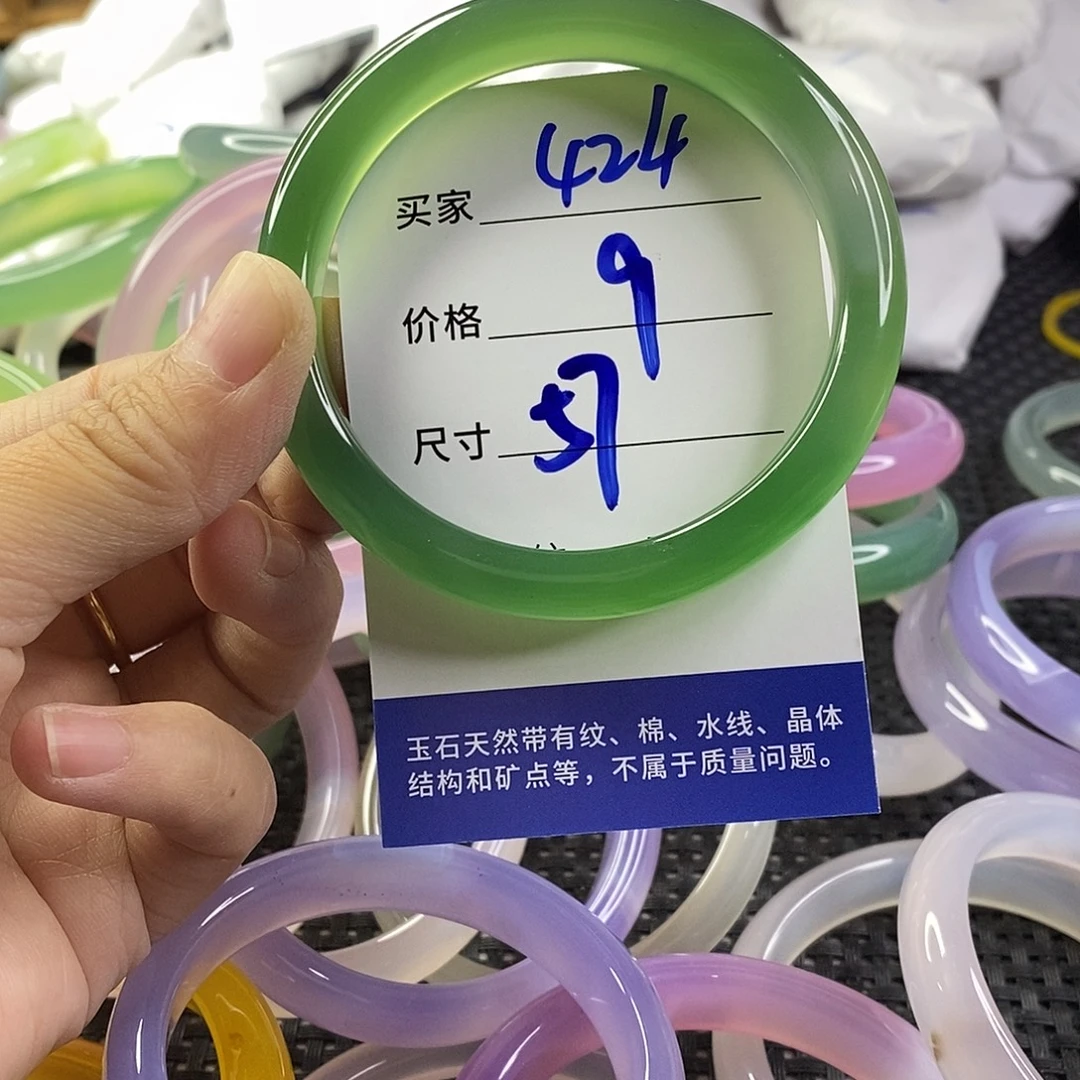 买家 424
价格 9
尺寸 57
玉石天然带有纹、棉、水线、晶体
结构和矿点等，不属于质量问题。